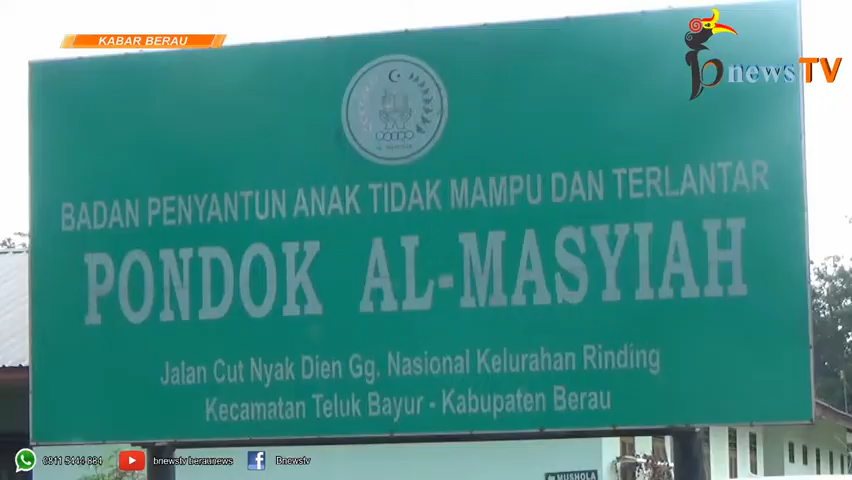 KABAR BERAU
bnewsTV
BADAN PENYANTUN ANAK TIDAK MAMPU DAN TERLANTAR
PONDOK AL-MASYIAH
Jalan Cut Nyak Dien Gg. Nasional Kelurahan Rinding
Kecamatan Teluk Bayur - Kabupaten Berau
bnewstv beraunews
Bnewstv
MUSHOLA